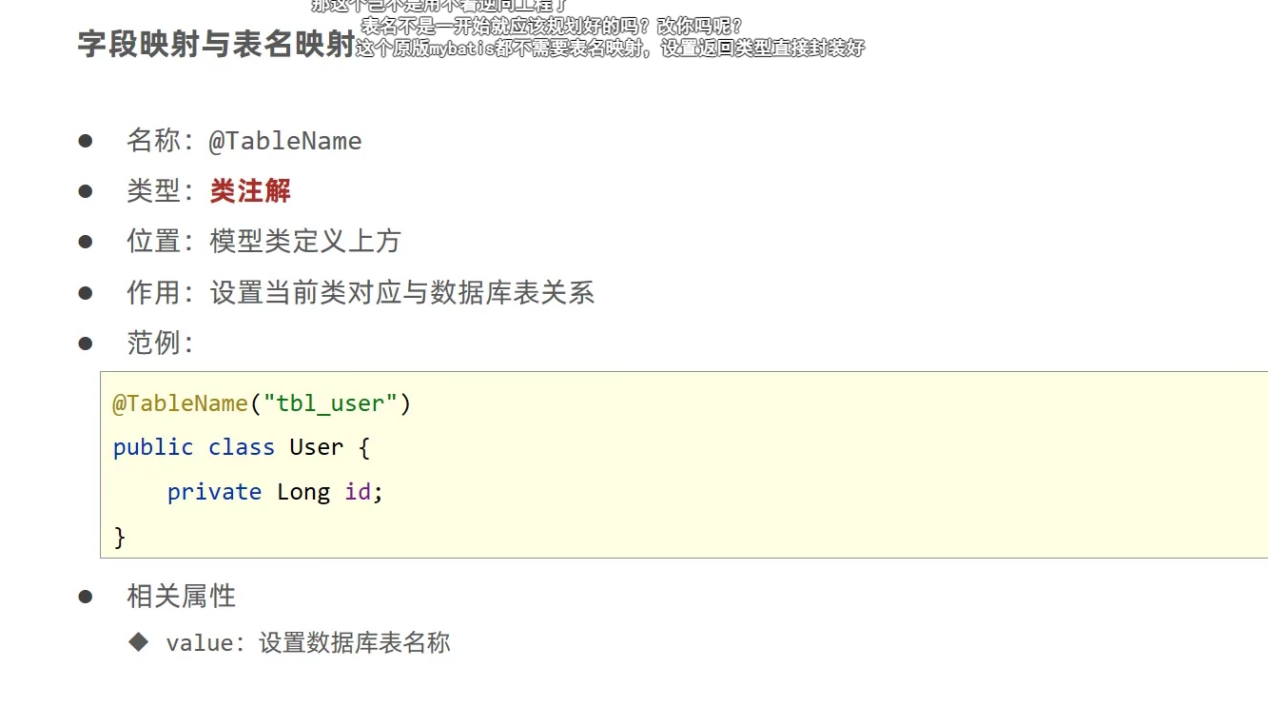 那这个岂不是用不着逆向工程了
表名不是一开始就应该规划好的吗？改你吗呢？
字段映射与表名映射
这个原版mybatis都不需要表名映射，设置返回类型直接封装好
● 名称：@TableName
● 类型：类注解
● 位置：模型类定义上方
● 作用：设置当前类对应与数据库表关系
● 范例：
@TableName("tbl_user")
public class User {
    private Long id;
}
● 相关属性
◆ value：设置数据库表名称